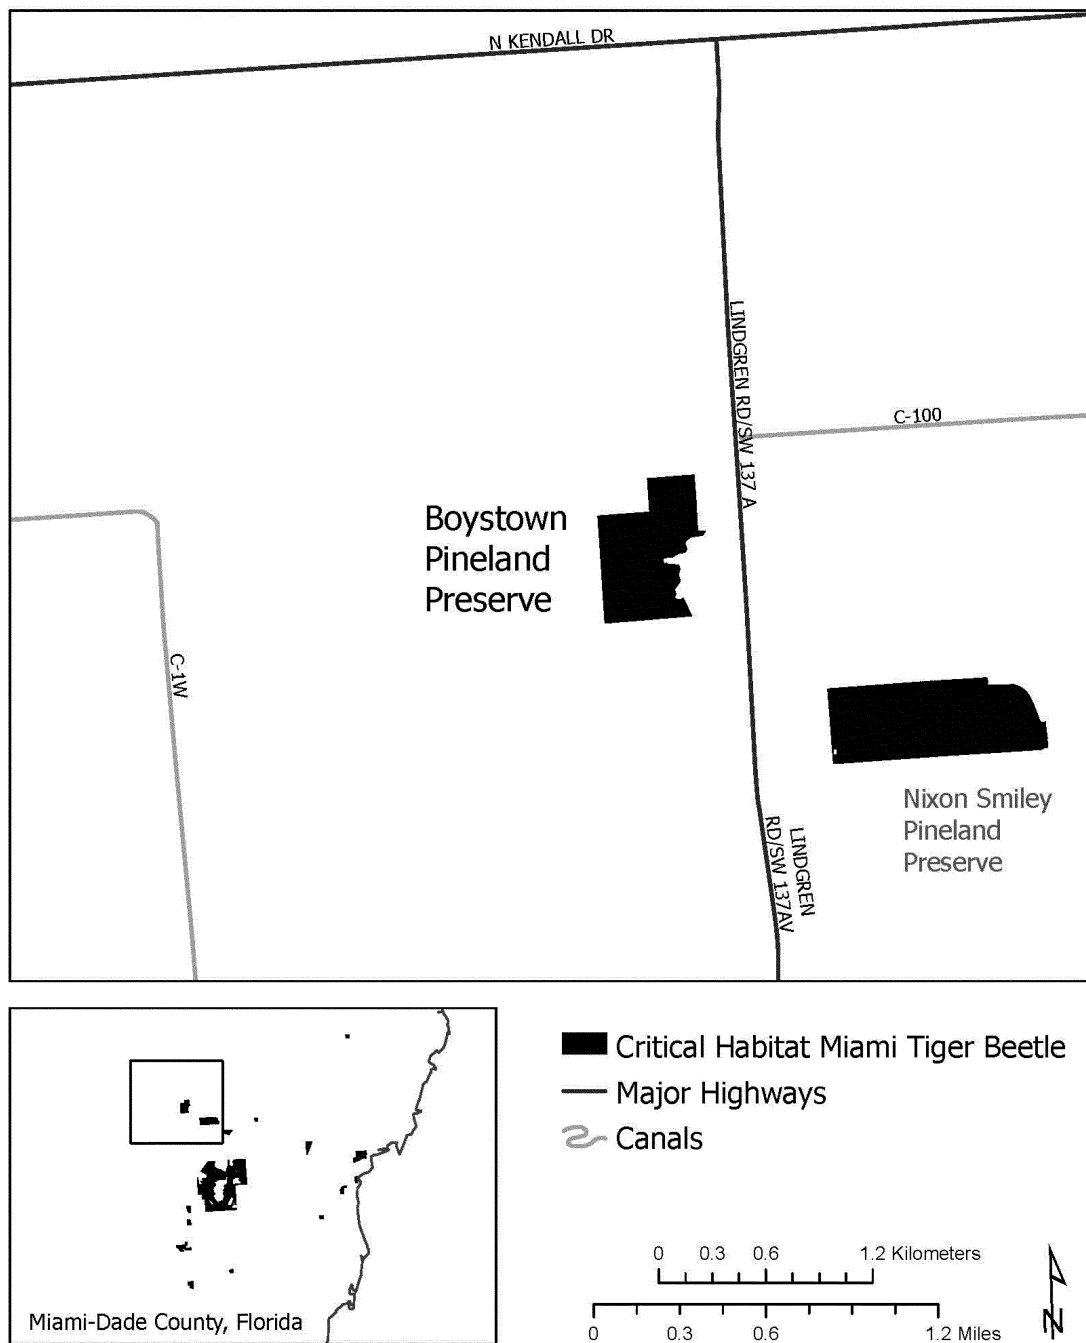 N KENDALL DR
LINDGREN RD/SW 137 A
C-100
Boystown
Pineland
Preserve
C-1W
Nixon Smiley
Pineland
Preserve
LINDGREN
RD/SW 137AV
Critical Habitat Miami Tiger Beetle
Major Highways
Canals
0 0.3 0.6 1.2 Kilometers
0 0.3 0.6 1.2 Miles
N
Miami-Dade County, Florida